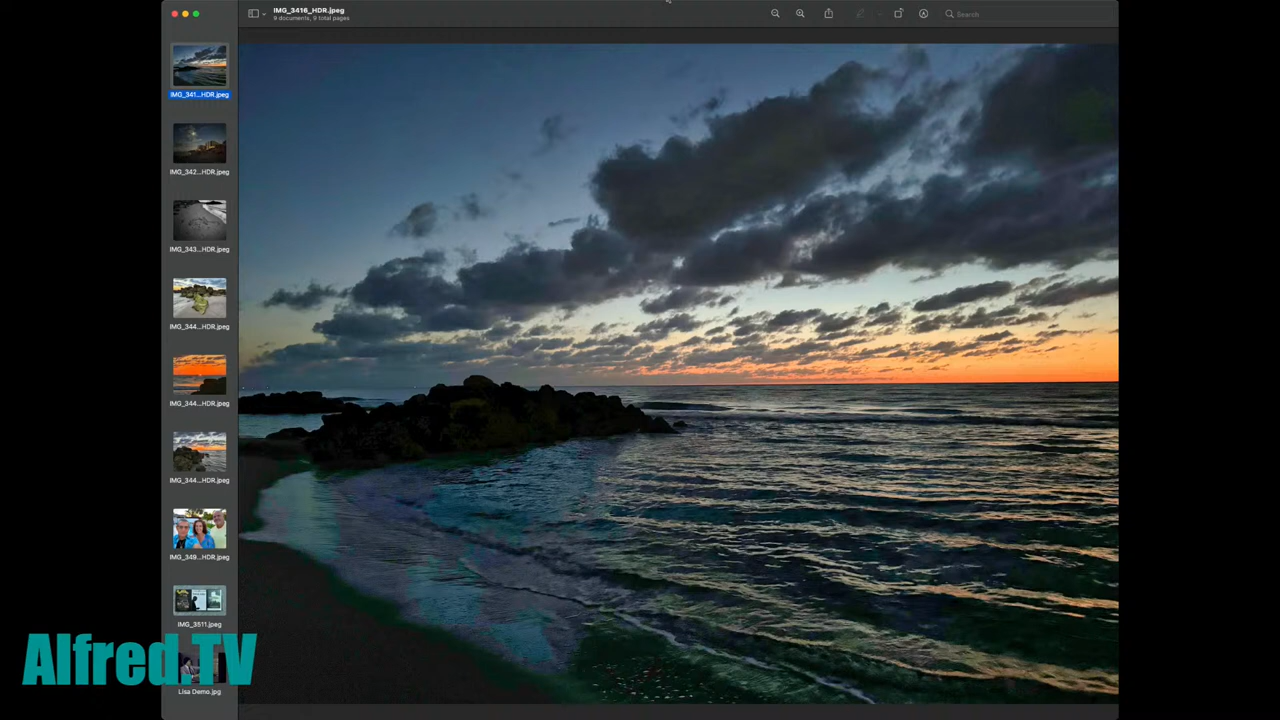 IMG_3416_HDR.jpeg
9 documents, 9 total pages
Search
IMG_341...HDR.jpeg
IMG_342...HDR.jpeg
IMG_343...HDR.jpeg
IMG_344...HDR.jpeg
IMG_344...HDR.jpeg
IMG_344...HDR.jpeg
IMG_349...HDR.jpeg
IMG_3511.jpeg
Alfred.TV
Lisa Demo.jpg